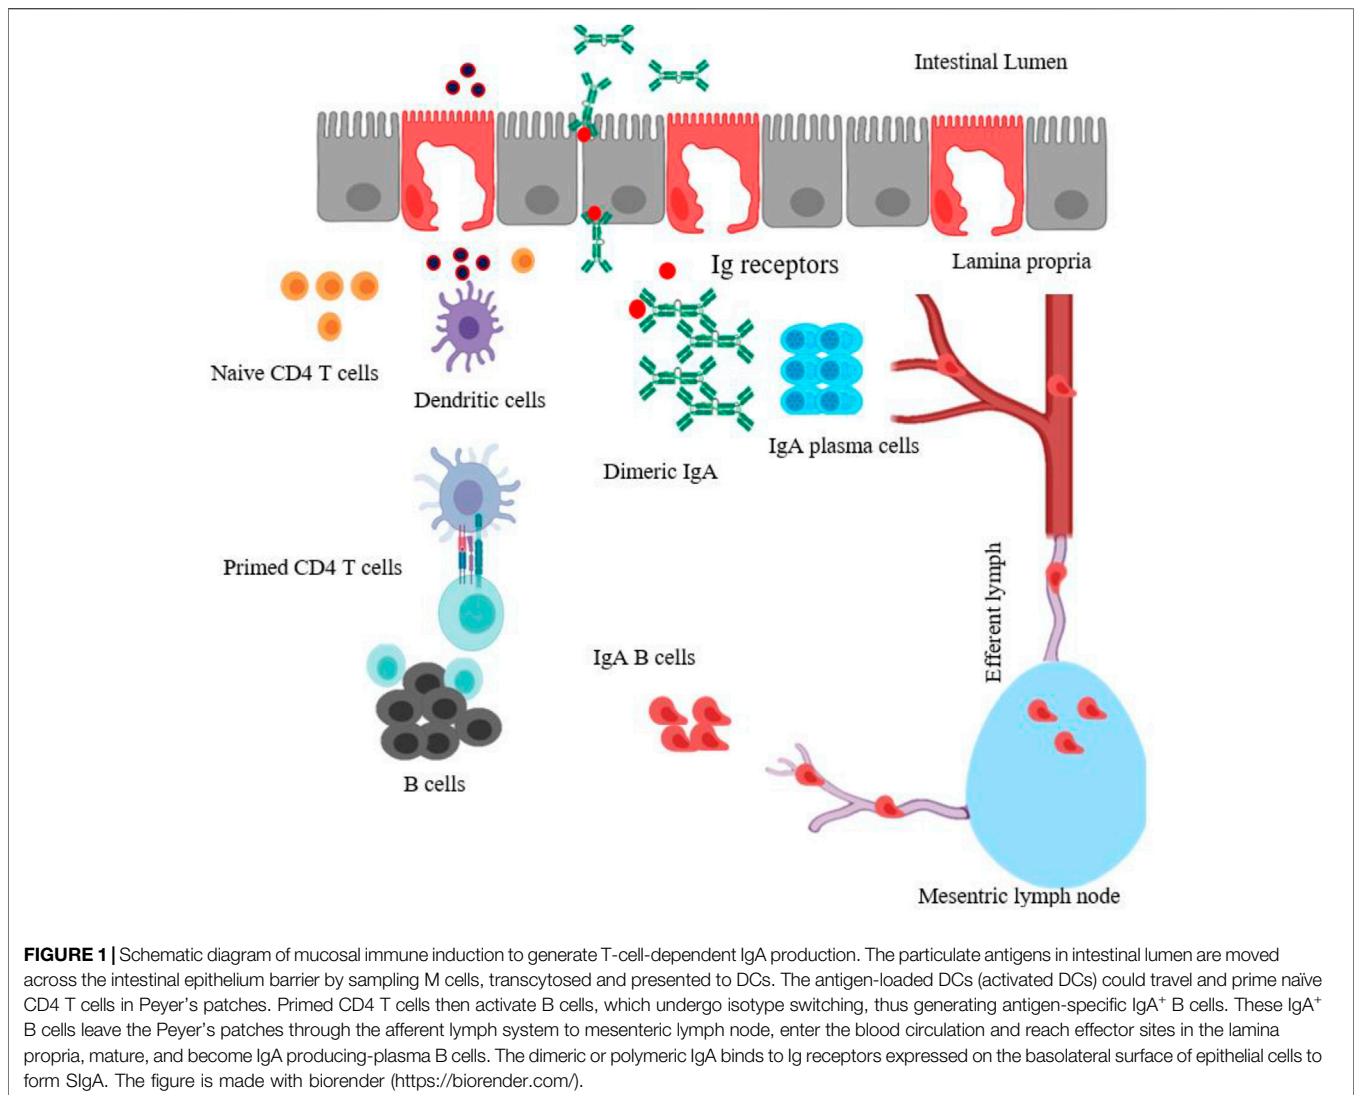 Intestinal Lumen
Ig receptors
Lamina propria
Naive CD4 T cells
Dendritic cells
IgA plasma cells
Dimeric IgA
Primed CD4 T cells
Efferent lymph
IgA B cells
B cells
Mesentric lymph node
FIGURE 1 | Schematic diagram of mucosal immune induction to generate T-cell-dependent IgA production. The particulate antigens in intestinal lumen are moved
across the intestinal epithelium barrier by sampling M cells, transcytosed and presented to DCs. The antigen-loaded DCs (activated DCs) could travel and prime naïve
CD4 T cells in Peyer's patches. Primed CD4 T cells then activate B cells, which undergo isotype switching, thus generating antigen-specific IgA⁺ B cells. These IgA⁺
B cells leave the Peyer's patches through the afferent lymph system to mesenteric lymph node, enter the blood circulation and reach effector sites in the lamina
propria, mature, and become IgA producing-plasma B cells. The dimeric or polymeric IgA binds to Ig receptors expressed on the basolateral surface of epithelial cells to
form SIgA. The figure is made with biorender (https://biorender.com/).